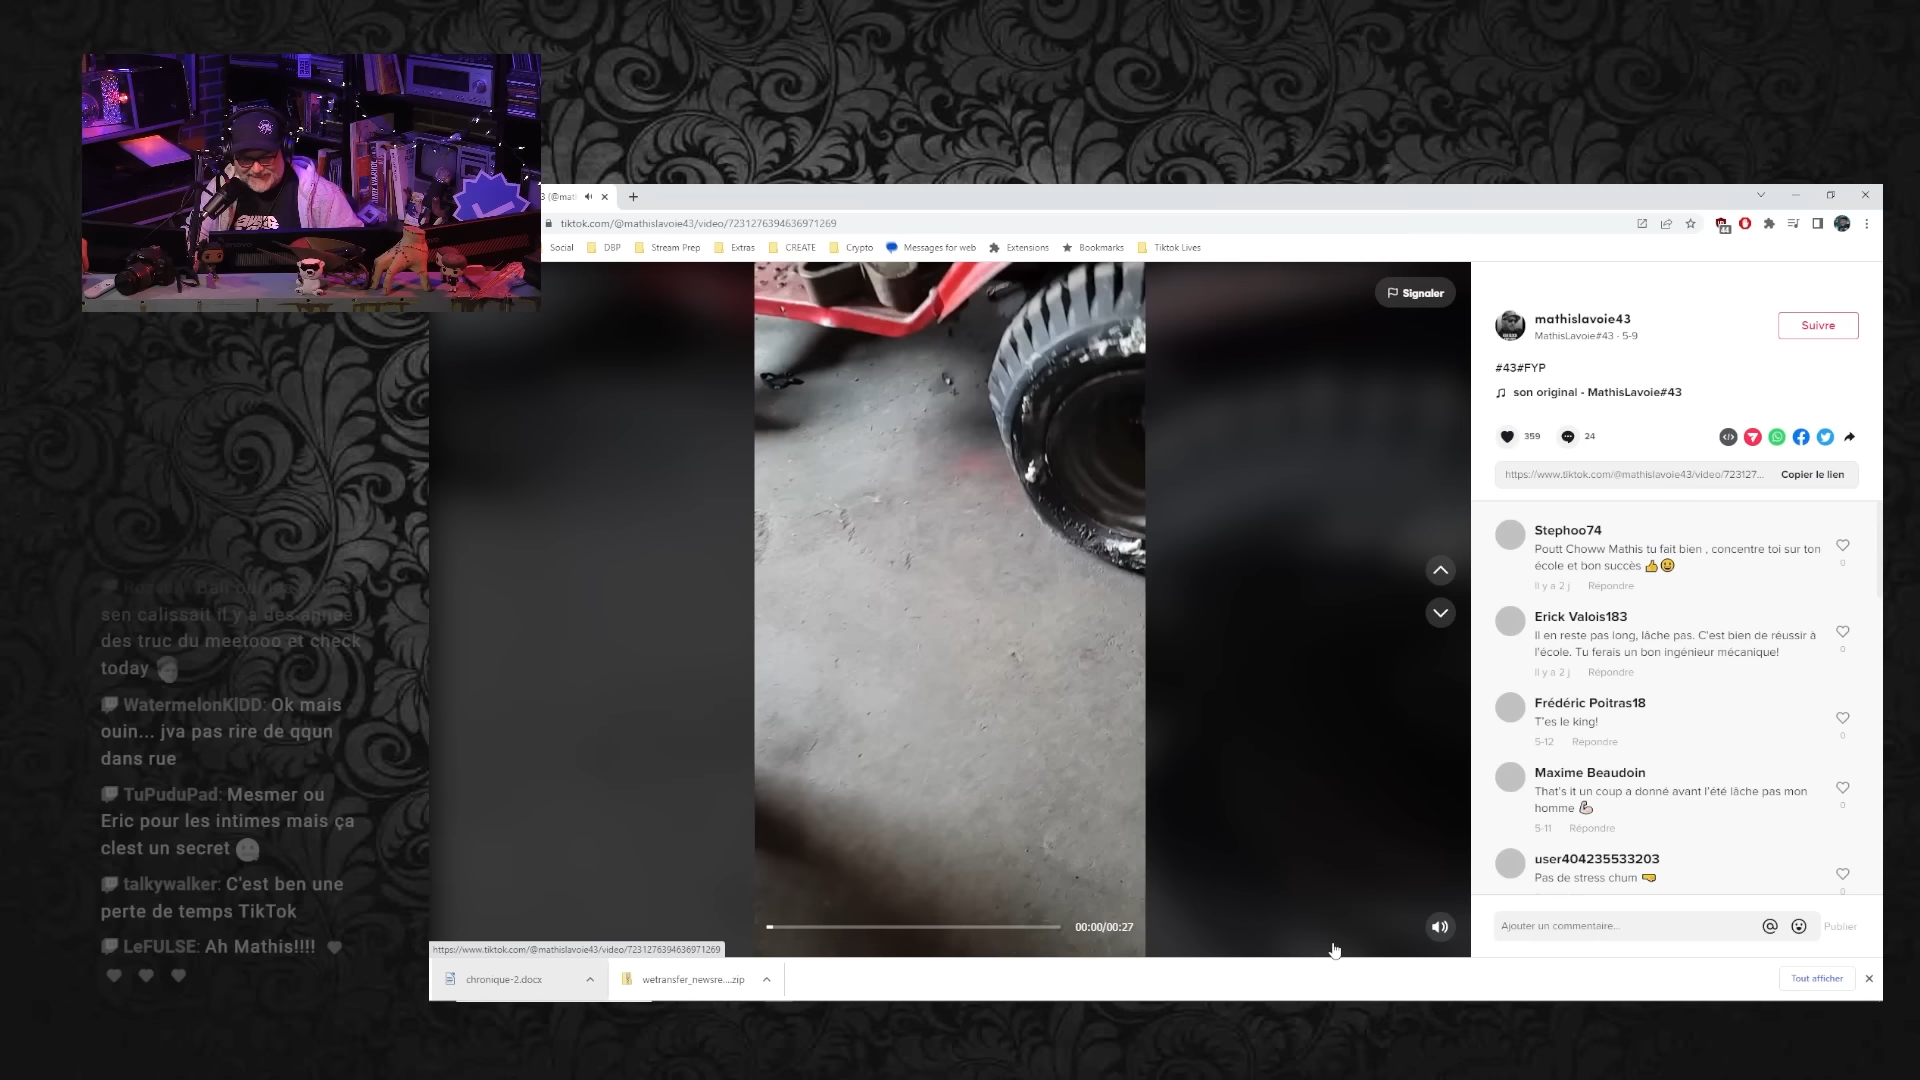 3 (@mat
tiktok.com/@mathislavoie43/video/7231276394636971269
Social
DBP
Stream Prep
Extras
CREATE
Crypto
Messages for web
Extensions
Bookmarks
Tiktok Lives
44
Signaler
mathislavoie43
MathisLavoie#43 · 5-9
Suivre
#43#FYP
son original - MathisLavoie#43
359
24
https://www.tiktok.com/@mathislavoie43/video/723127...
Copier le lien
Stephoo74
Poutt Choww Mathis tu fait bien , concentre toi sur ton
école et bon succès 👍😃
0
Il y a 2 j
Répondre
Erick Valois183
Il en reste pas long, lâche pas. C'est bien de réussir à
l'école. Tu ferais un bon ingénieur mécanique!
0
Il y a 2 j
Répondre
Frédéric Poitras18
T'es le king!
0
5-12
Répondre
Maxime Beaudoin
That's it un coup a donné avant l'été lâche pas mon
homme 💪
0
5-11
Répondre
user404235533203
Pas de stress chum 🤜
0
Ajouter un commentaire...
Publier
00:00/00:27
https://www.tiktok.com/@mathislavoie43/video/7231276394636971269
chronique-2.docx
wetransfer_newsre....zip
Tout afficher
sen calissait il y a des annee
des truc du meetooo et check
today
WatermelonKIDD: Ok mais
ouin... jva pas rire de qqun
dans rue
TuPuduPad: Mesmer ou
Eric pour les intimes mais ça
clest un secret
talkywalker: C'est ben une
perte de temps TikTok
LeFULSE: Ah Mathis!!!! ♥
♥ ♥ ♥